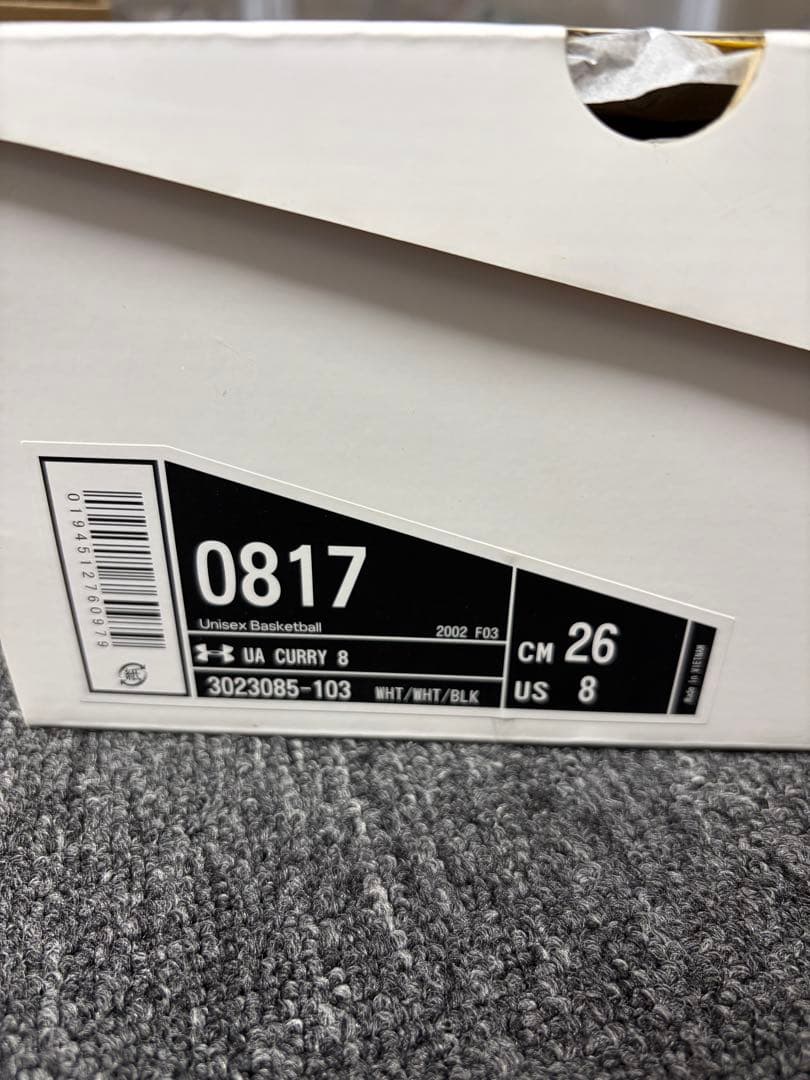 0194512760979
紙
0817
Unisex Basketball
2002 F03
UA CURRY 8
3023085-103 WHT/WHT/BLK
CM 26
US 8
Made in VIETNAM